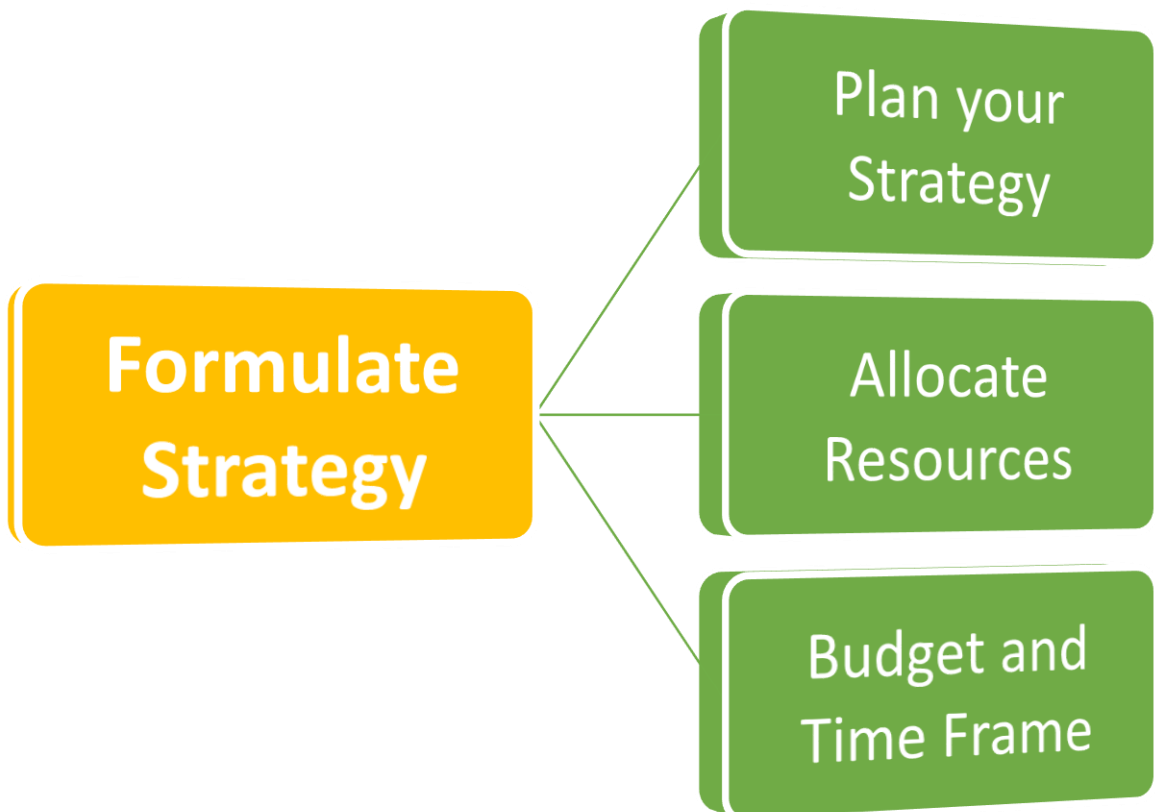 Formulate
Strategy
Plan your
Strategy
Allocate
Resources
Budget and
Time Frame